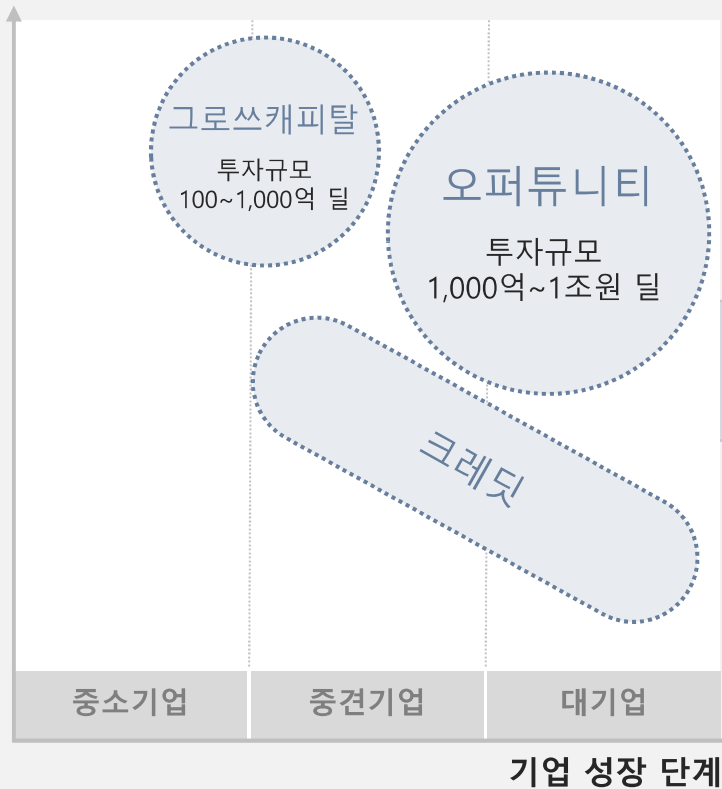 그로쓰캐피탈
투자규모
100~1,000억 딜
오퍼튜니티
투자규모
1,000억~1조원 딜
크레딧
중소기업
중견기업
대기업
기업 성장 단계